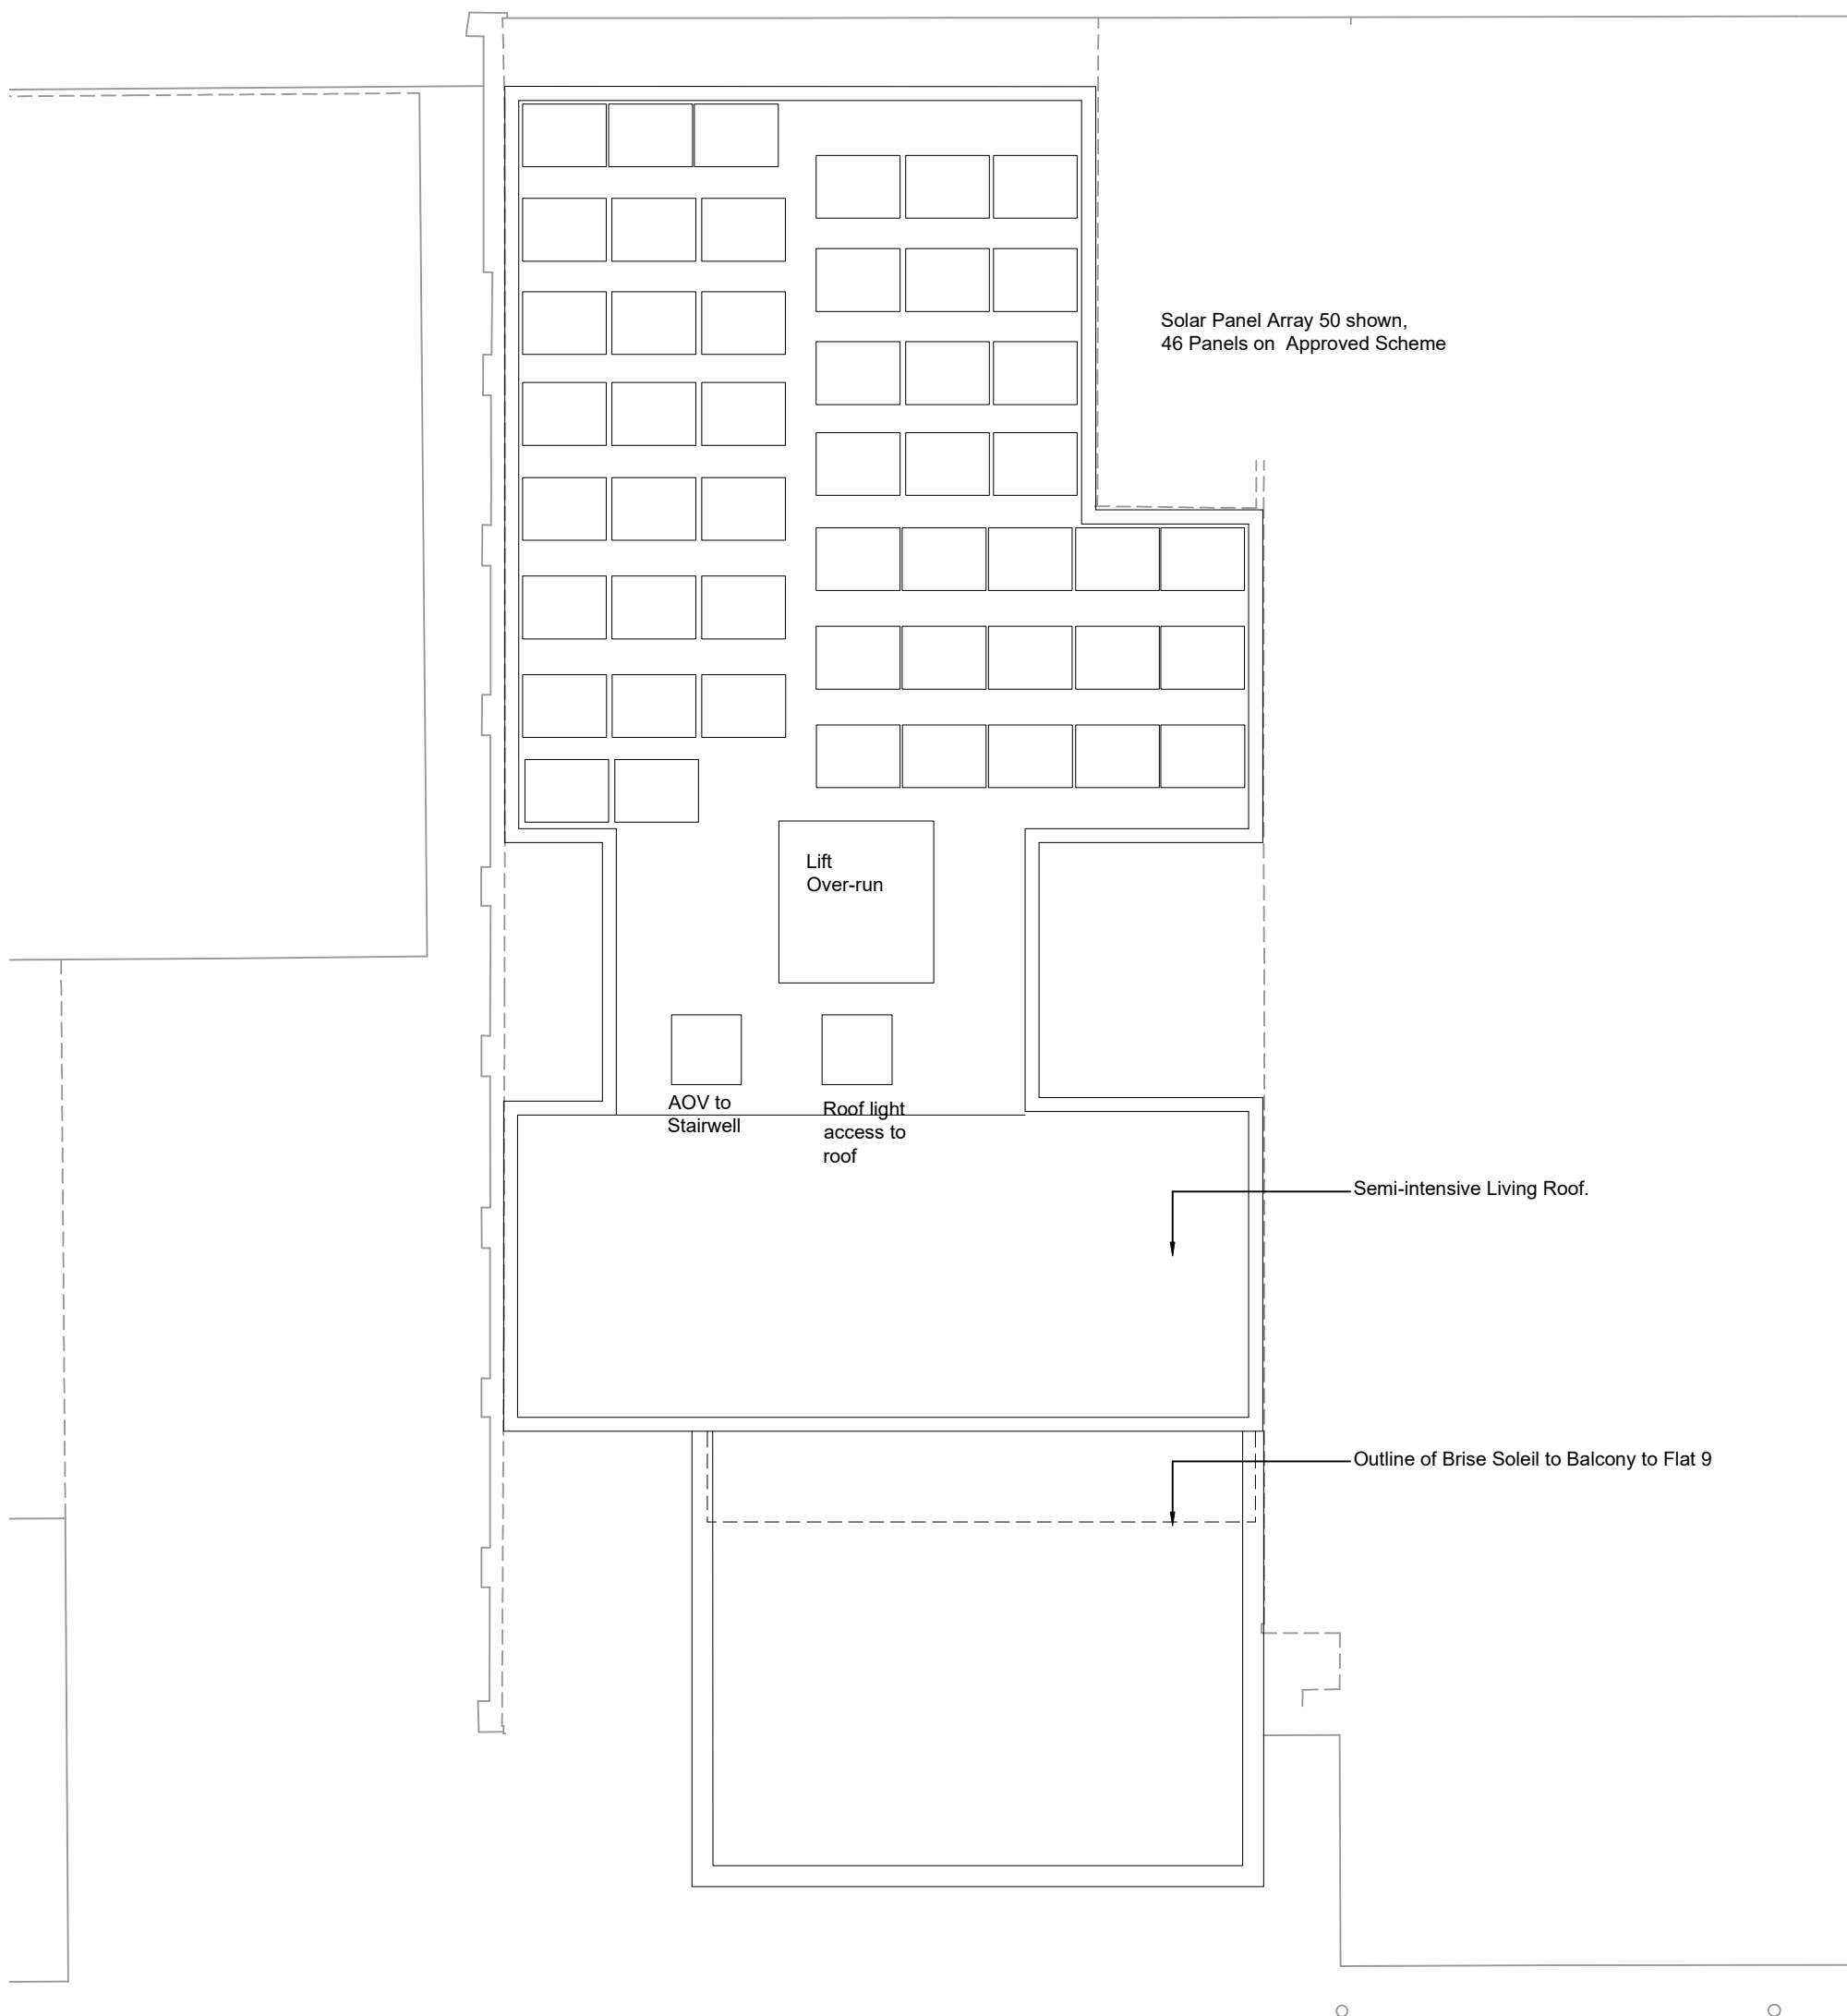 Solar Panel Array 50 shown,
46 Panels on Approved Scheme
Lift
Over-run
AOV to
Stairwell
Roof light
access to
roof
Semi-intensive Living Roof.
Outline of Brise Soleil to Balcony to Flat 9